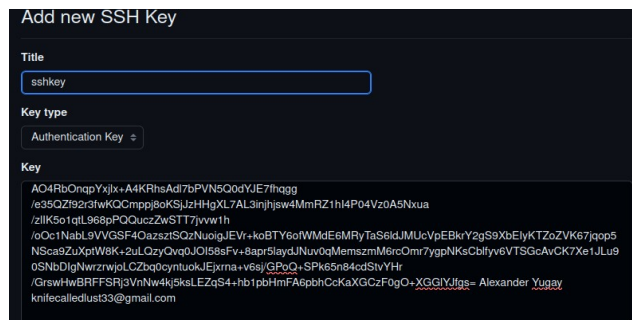 Add new SSH Key
Title
sshkey
Key type
Authentication Key
Key
AO4RbOnqpYxjlx+A4KRhsAdl7bPVN5Q0dYJE7fhqgg
/e35QZf92r3fwKQCmppj8oKSjJzHHgXL7AL3injhjsw4MmRZ1hI4P04Vz0A5Nxua
/zlIK5o1qtL968pPQQuczZwSTT7jvvw1h
/oOc1NabL9VVGSF4OazsztSQzNuoigJEVr+koBTY6ofWMdE6MRyTaS6ldJMUcVpEBkrY2gS9XbElyKTZoZVK67jqop5
NSca9ZuXptW8K+2uLQzyQvq0JOI58sFv+8apr5laydJNuv0qMemszmM6rcOmr7ygpNKsCblfyv6VTSGcAvCK7Xe1JLu9
0SNbDIgNwrzrwjoLCZbq0cyntuokJEjxrna+v6sj/GPoQ+SPk65n84cdStvYHr
/GrswHwBRFFSRj3VnNw4kj5ksLEZqS4+hb1pbHmFA6pbhCcKaXGCzF0gO+XGGlYJfgs= Alexander Yugay
knifecalledlust33@gmail.com